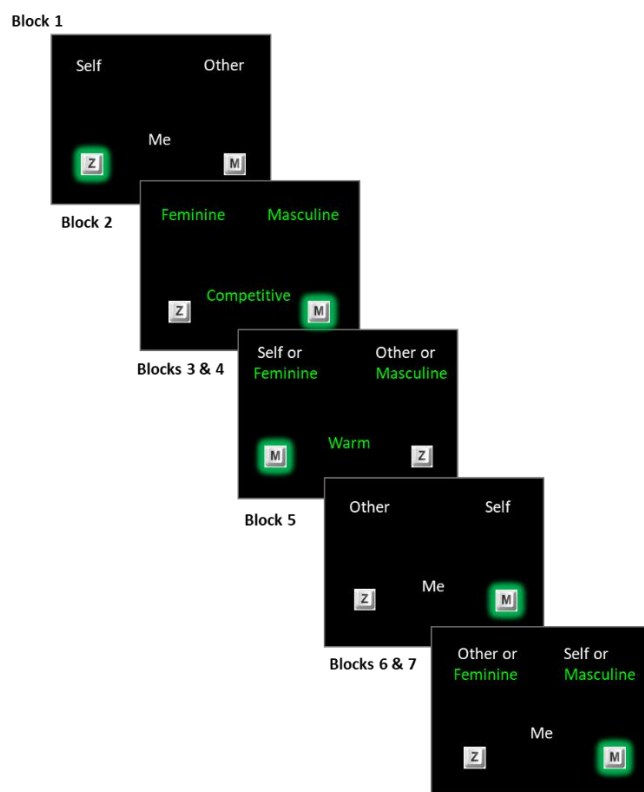 Block 1
Self Other
Me
Z M
Block 2
Feminine Masculine
Competitive
Z M
Blocks 3 & 4
Self or Other or
Feminine Masculine
Warm
M Z
Block 5
Other Self
Me
Z M
Blocks 6 & 7
Other or Self or
Feminine Masculine
Me
Z M